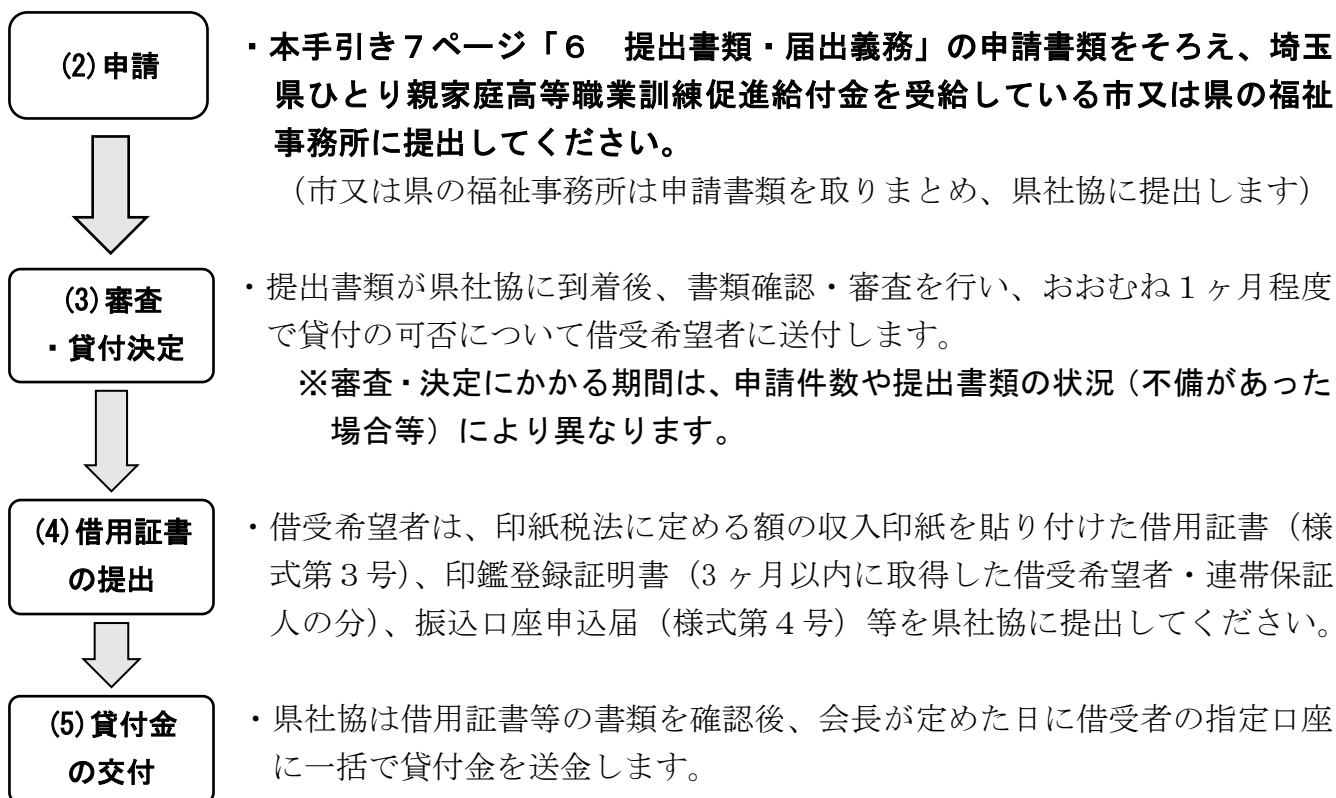 (2)申請
・本手引き７ページ「６　提出書類・届出義務」の申請書類をそろえ、埼玉
県ひとり親家庭高等職業訓練促進給付金を受給している市又は県の福祉
事務所に提出してください。
（市又は県の福祉事務所は申請書類を取りまとめ、県社協に提出します）
(3)審査
・貸付決定
・提出書類が県社協に到着後、書類確認・審査を行い、おおむね１ヶ月程度
で貸付の可否について借受希望者に送付します。
※審査・決定にかかる期間は、申請件数や提出書類の状況（不備があった
場合等）により異なります。
(4)借用証書
の提出
・借受希望者は、印紙税法に定める額の収入印紙を貼り付けた借用証書（様
式第３号）、印鑑登録証明書（3 ヶ月以内に取得した借受希望者・連帯保証
人の分）、振込口座申込届（様式第４号）等を県社協に提出してください。
(5)貸付金
の交付
・県社協は借用証書等の書類を確認後、会長が定めた日に借受者の指定口座
に一括で貸付金を送金します。